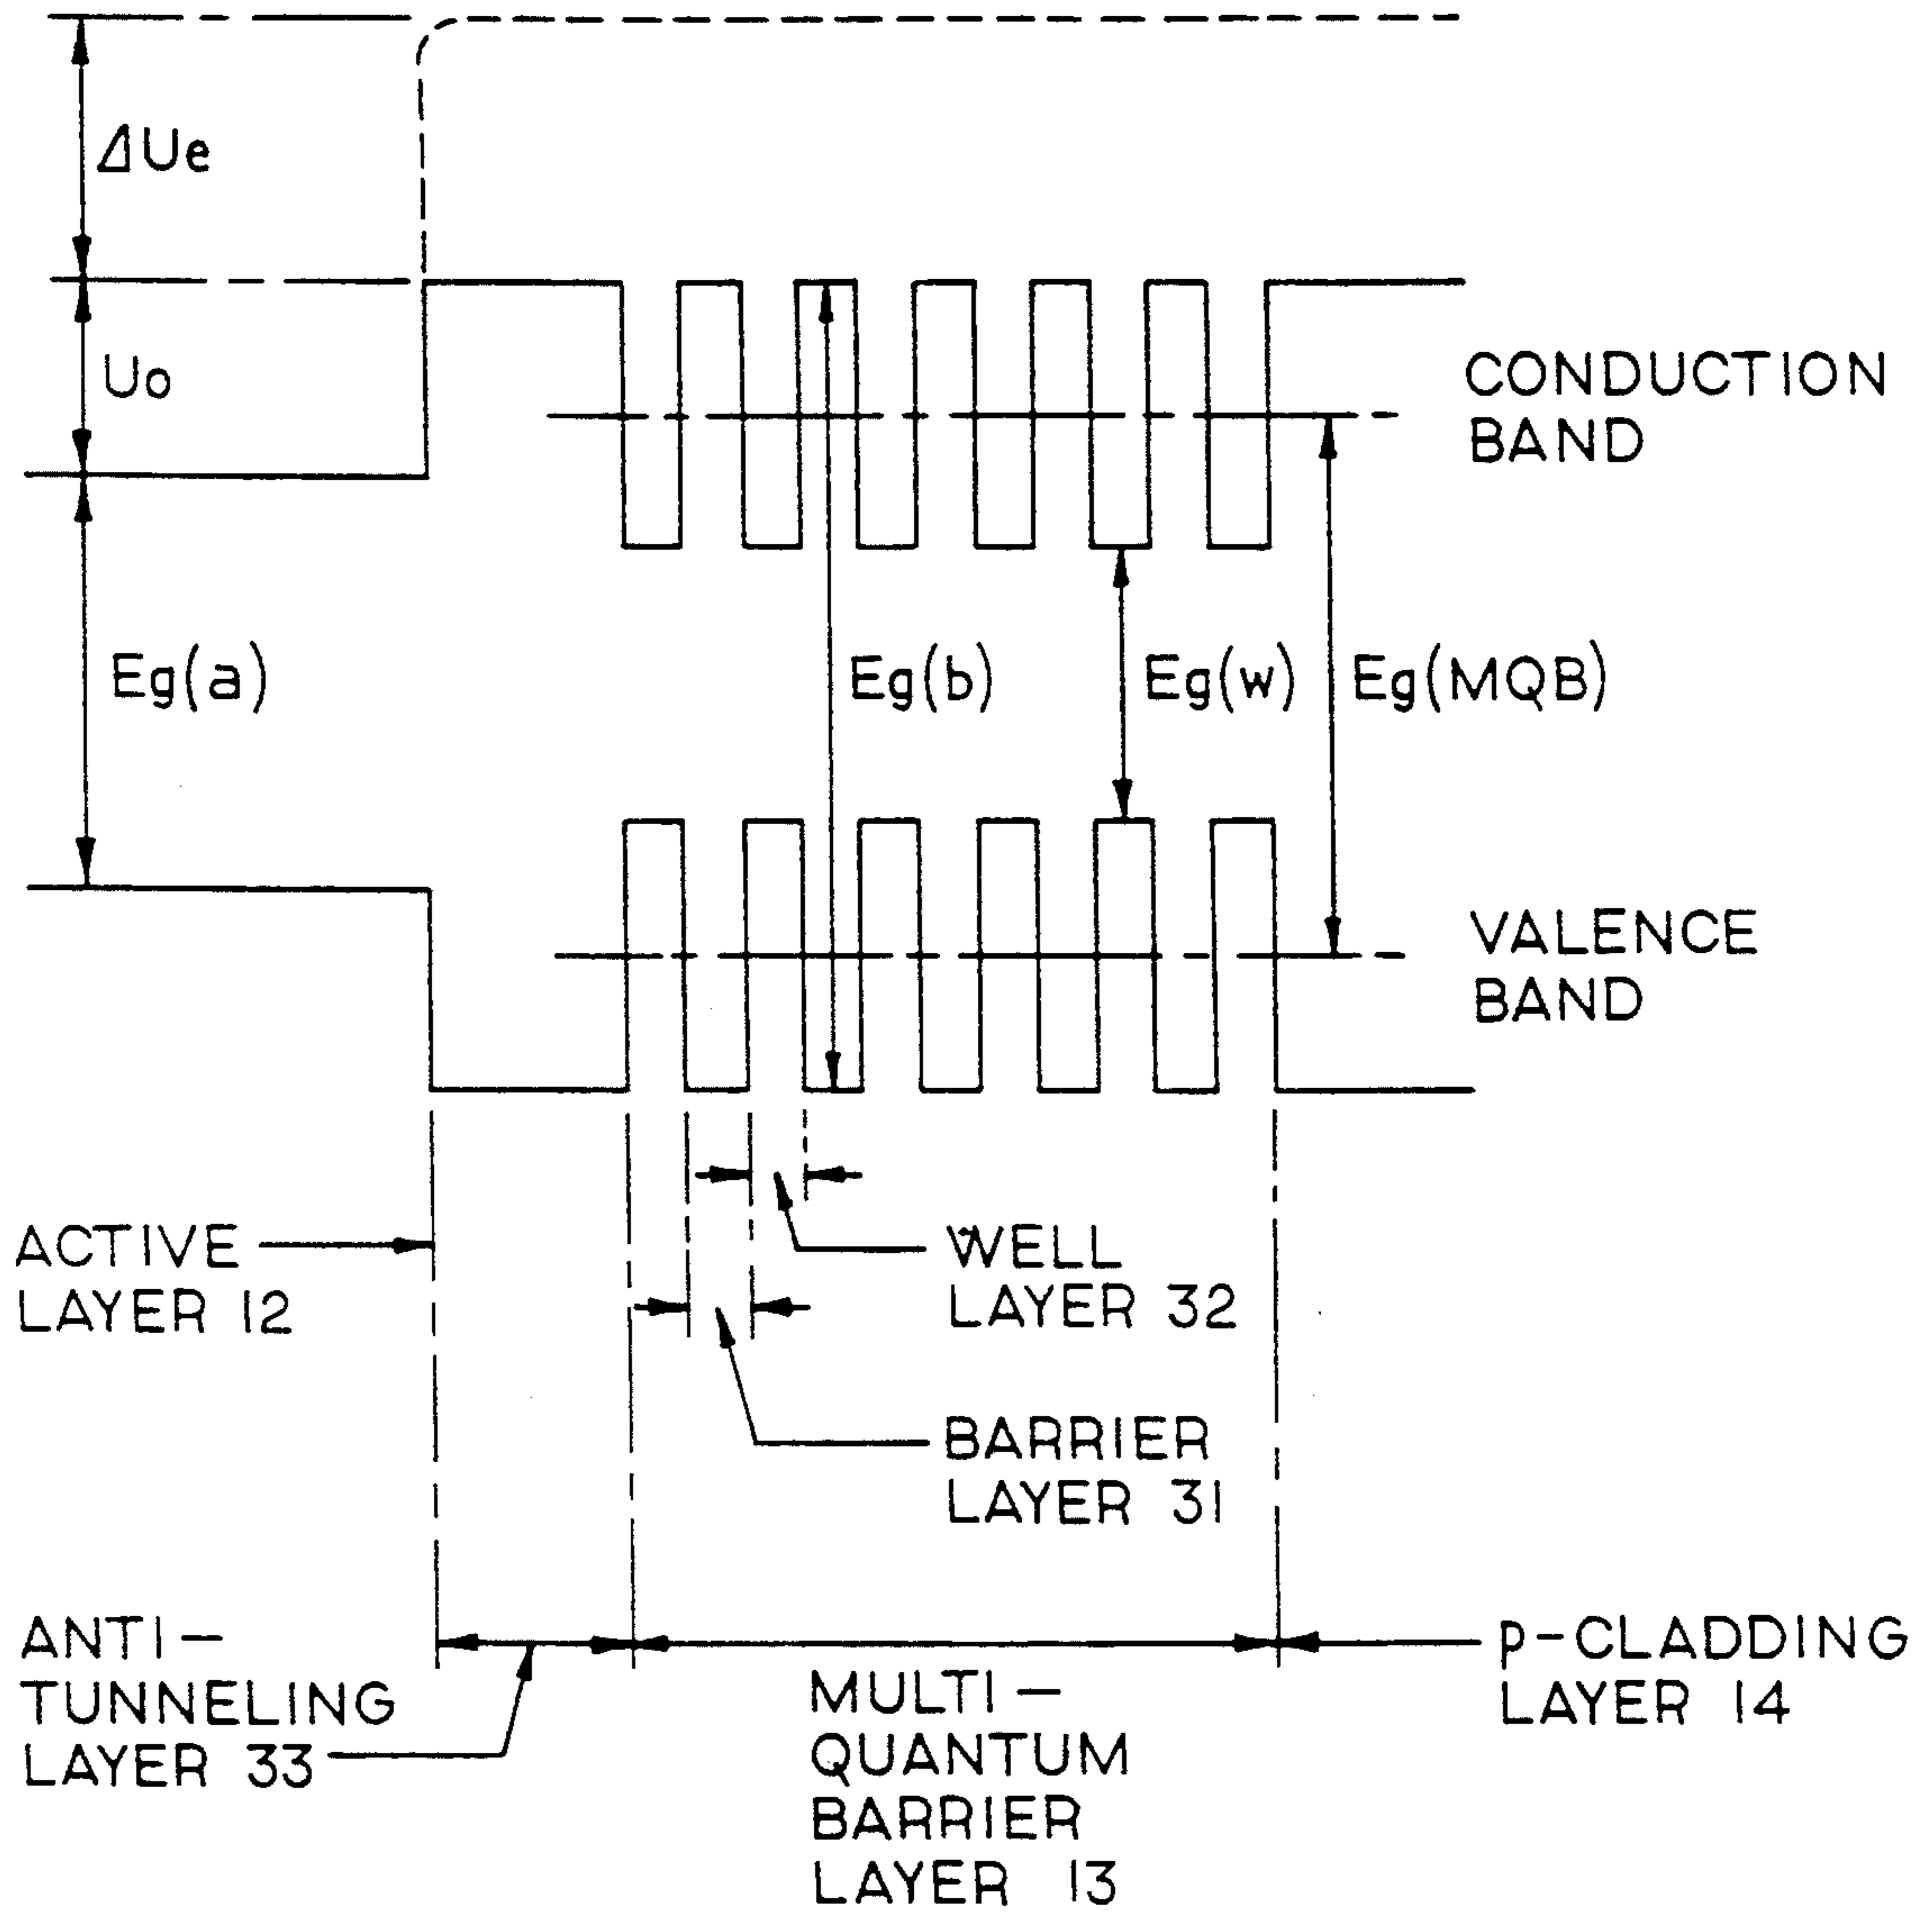 ΔUe
Uo
CONDUCTION
BAND
Eg(a)
Eg(b)
Eg(w)
Eg(MQB)
VALENCE
BAND
ACTIVE
LAYER 12
WELL
LAYER 32
BARRIER
LAYER 31
ANTI-
TUNNELING
LAYER 33
MULTI-
QUANTUM
BARRIER
LAYER 13
p-CLADDING
LAYER 14